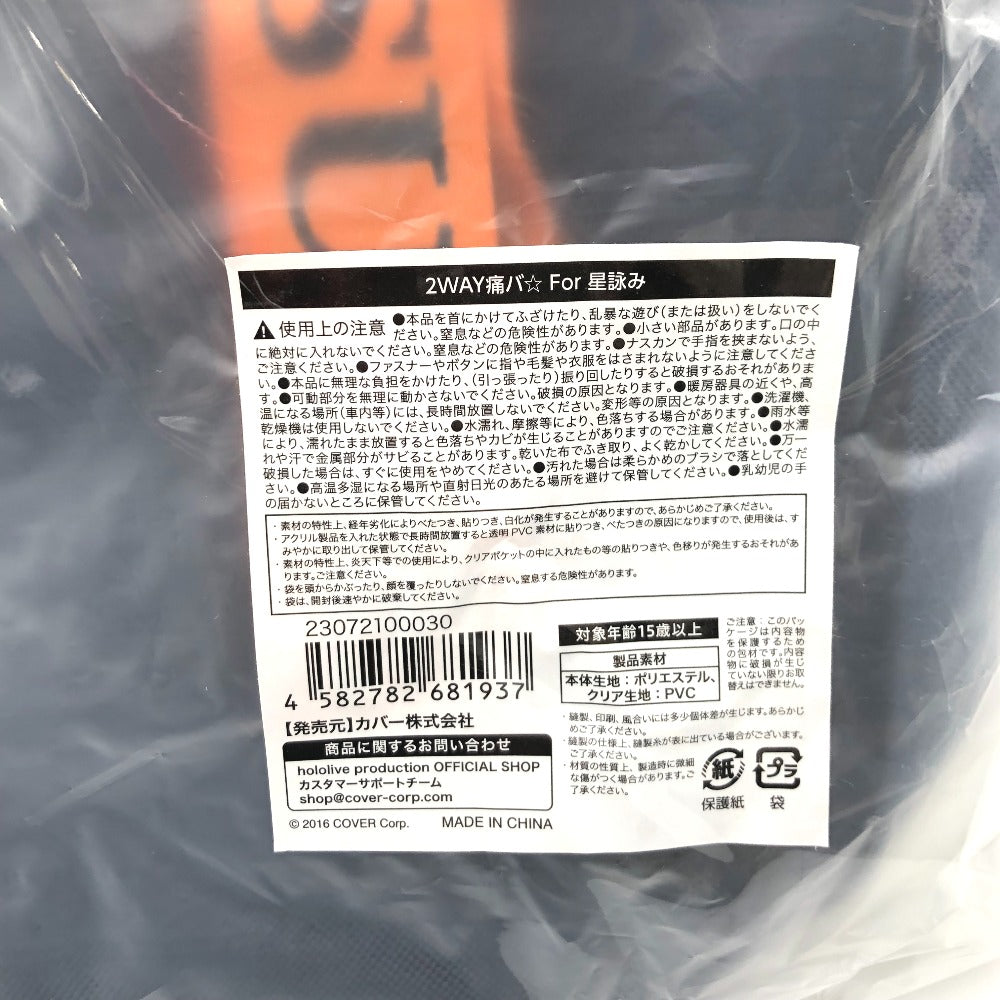 SU
2WAY痛バ☆ For 星詠み
使用上の注意 ●本品を首にかけてふざけたり、乱暴な遊び(または扱い)をしないでください。窒息などの危険性があります。●小さい部品があります。口の中
に絶対に入れないでください。窒息などの危険性があります。●ナスカンで手指を挟まないよう、
ご注意ください。●ファスナーやボタンに指や毛髪や衣服をはさまれないように注意してくださ
い。●本品に無理な負担をかけたり、(引っ張ったり)振り回したりすると破損するおそれがありま
す。●可動部分を無理に動かさないでください。破損の原因となります。●暖房器具の近くや、高
温になる場所(車内等)には、長時間放置しないでください。変形等の原因となります。●洗濯機、
乾燥機は使用しないでください。●水濡れ、摩擦等により、色落ちする場合があります。●雨水等
により、濡れたまま放置すると色落ちやカビが生じることがありますのでご注意ください。●水濡
れや汗で金属部分がサビることがあります。乾いた布でふき取り、よく乾かしてください。●万一
破損した場合は、すぐに使用をやめてください。●汚れた場合は柔らかめのブラシで落としてくだ
さい。●高温多湿になる場所や直射日光のあたる場所を避けて保管してください。●乳幼児の手
の届かないところに保管してください。
・素材の特性上、経年劣化によりべたつき、貼りつき、白化が発生することがありますので、あらかじめご了承ください。
・アクリル製品を入れた状態で長時間放置すると透明 PVC 素材に貼りつき、べたつきの原因になりますので、使用後は、す
みやかに取り出して保管してください。
・素材の特性上、炎天下等での使用により、クリアポケットの中に入れたもの等の貼りつきや、色移りが発生するおそれがあ
ります。ご注意ください。
・袋を頭からかぶったり、顔を覆ったりしないでください。窒息する危険性があります。
・袋は、開封後速やかに破棄してください。
23072100030
4 582782 681937
【発売元】カバー株式会社
商品に関するお問い合わせ
hololive production OFFICIAL SHOP
カスタマーサポートチーム
shop@cover-corp.com
© 2016 COVER Corp. MADE IN CHINA
対象年齢15歳以上
製品素材
本体生地：ポリエステル、
クリア生地：PVC
ご注意：このパッ
ケージは内容物
を保護するため
の包材です。内容
物に破損が生じ
ていない限りお取
替えはできません。
・縫製、印刷、風合いには多少個体差が生じます。あらかじ
めご了承ください。
・縫製の仕様上、縫製糸が表に出ている場合がございます。
ご了承ください。
・材質の性質上、製造時に微細
な傷がつく場合があります。ご
了承ください。
紙
保護紙
プラ
袋